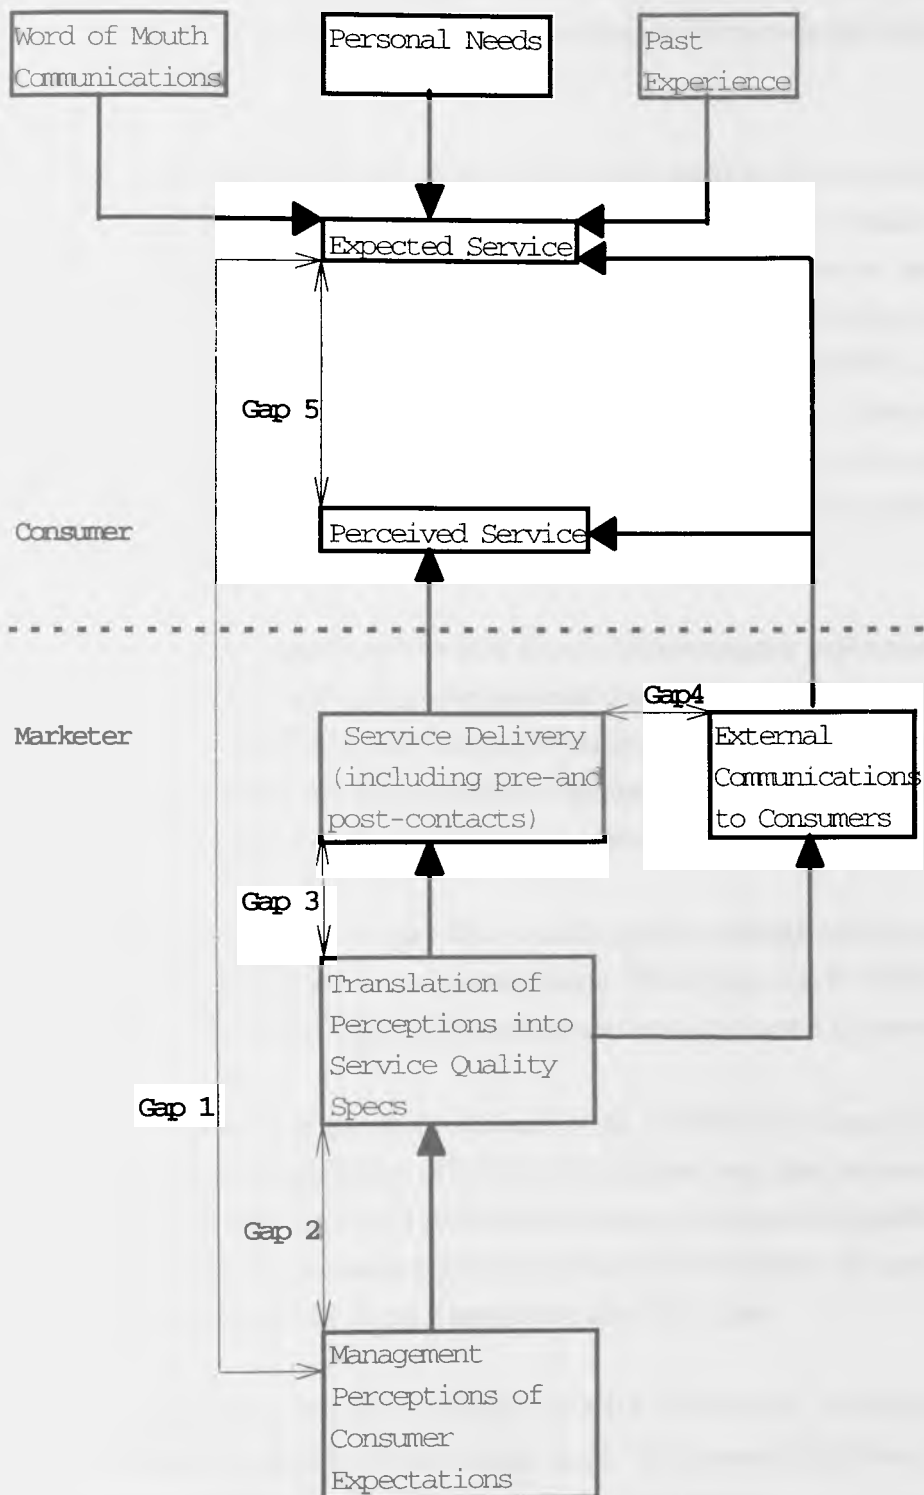 Word of Mouth
Communications
Personal Needs
Past
Experience
Expected Service
Gap 5
Consumer
Perceived Service
Marketer
Service Delivery
(including pre-and
post-contacts)
Gap4
External
Communications
to Consumers
Gap 3
Translation of
Perceptions into
Service Quality
Specs
Gap 1
Gap 2
Management
Perceptions of
Consumer
Expectations